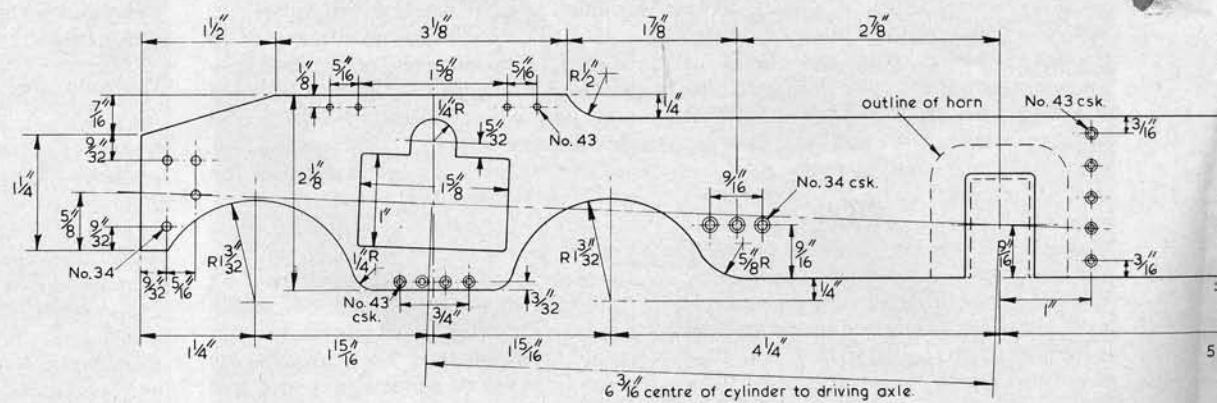 1½"
3⅛"
1⅞"
2⅞"
⅛"
5/16"
1⅝"
5/16"
R½"
¼"
7/16"
¼"R
5/32"
No. 43
outline of horn
No. 43 csk.
3/16"
9/32"
1¼"
2⅛"
1⅝"
1"
9/16"
No. 34 csk.
⅝"
9/32"
R1 3/32"
¼"R
R1 3/32"
⅝"R
9/16"
9/16"
3/16"
No. 34
9/32"
5/16"
No. 43
csk.
¾"
3/32"
¼"
1"
1¼"
1 15/16"
1 15/16"
4¼"
5
6 3/16" centre of cylinder to driving axle.